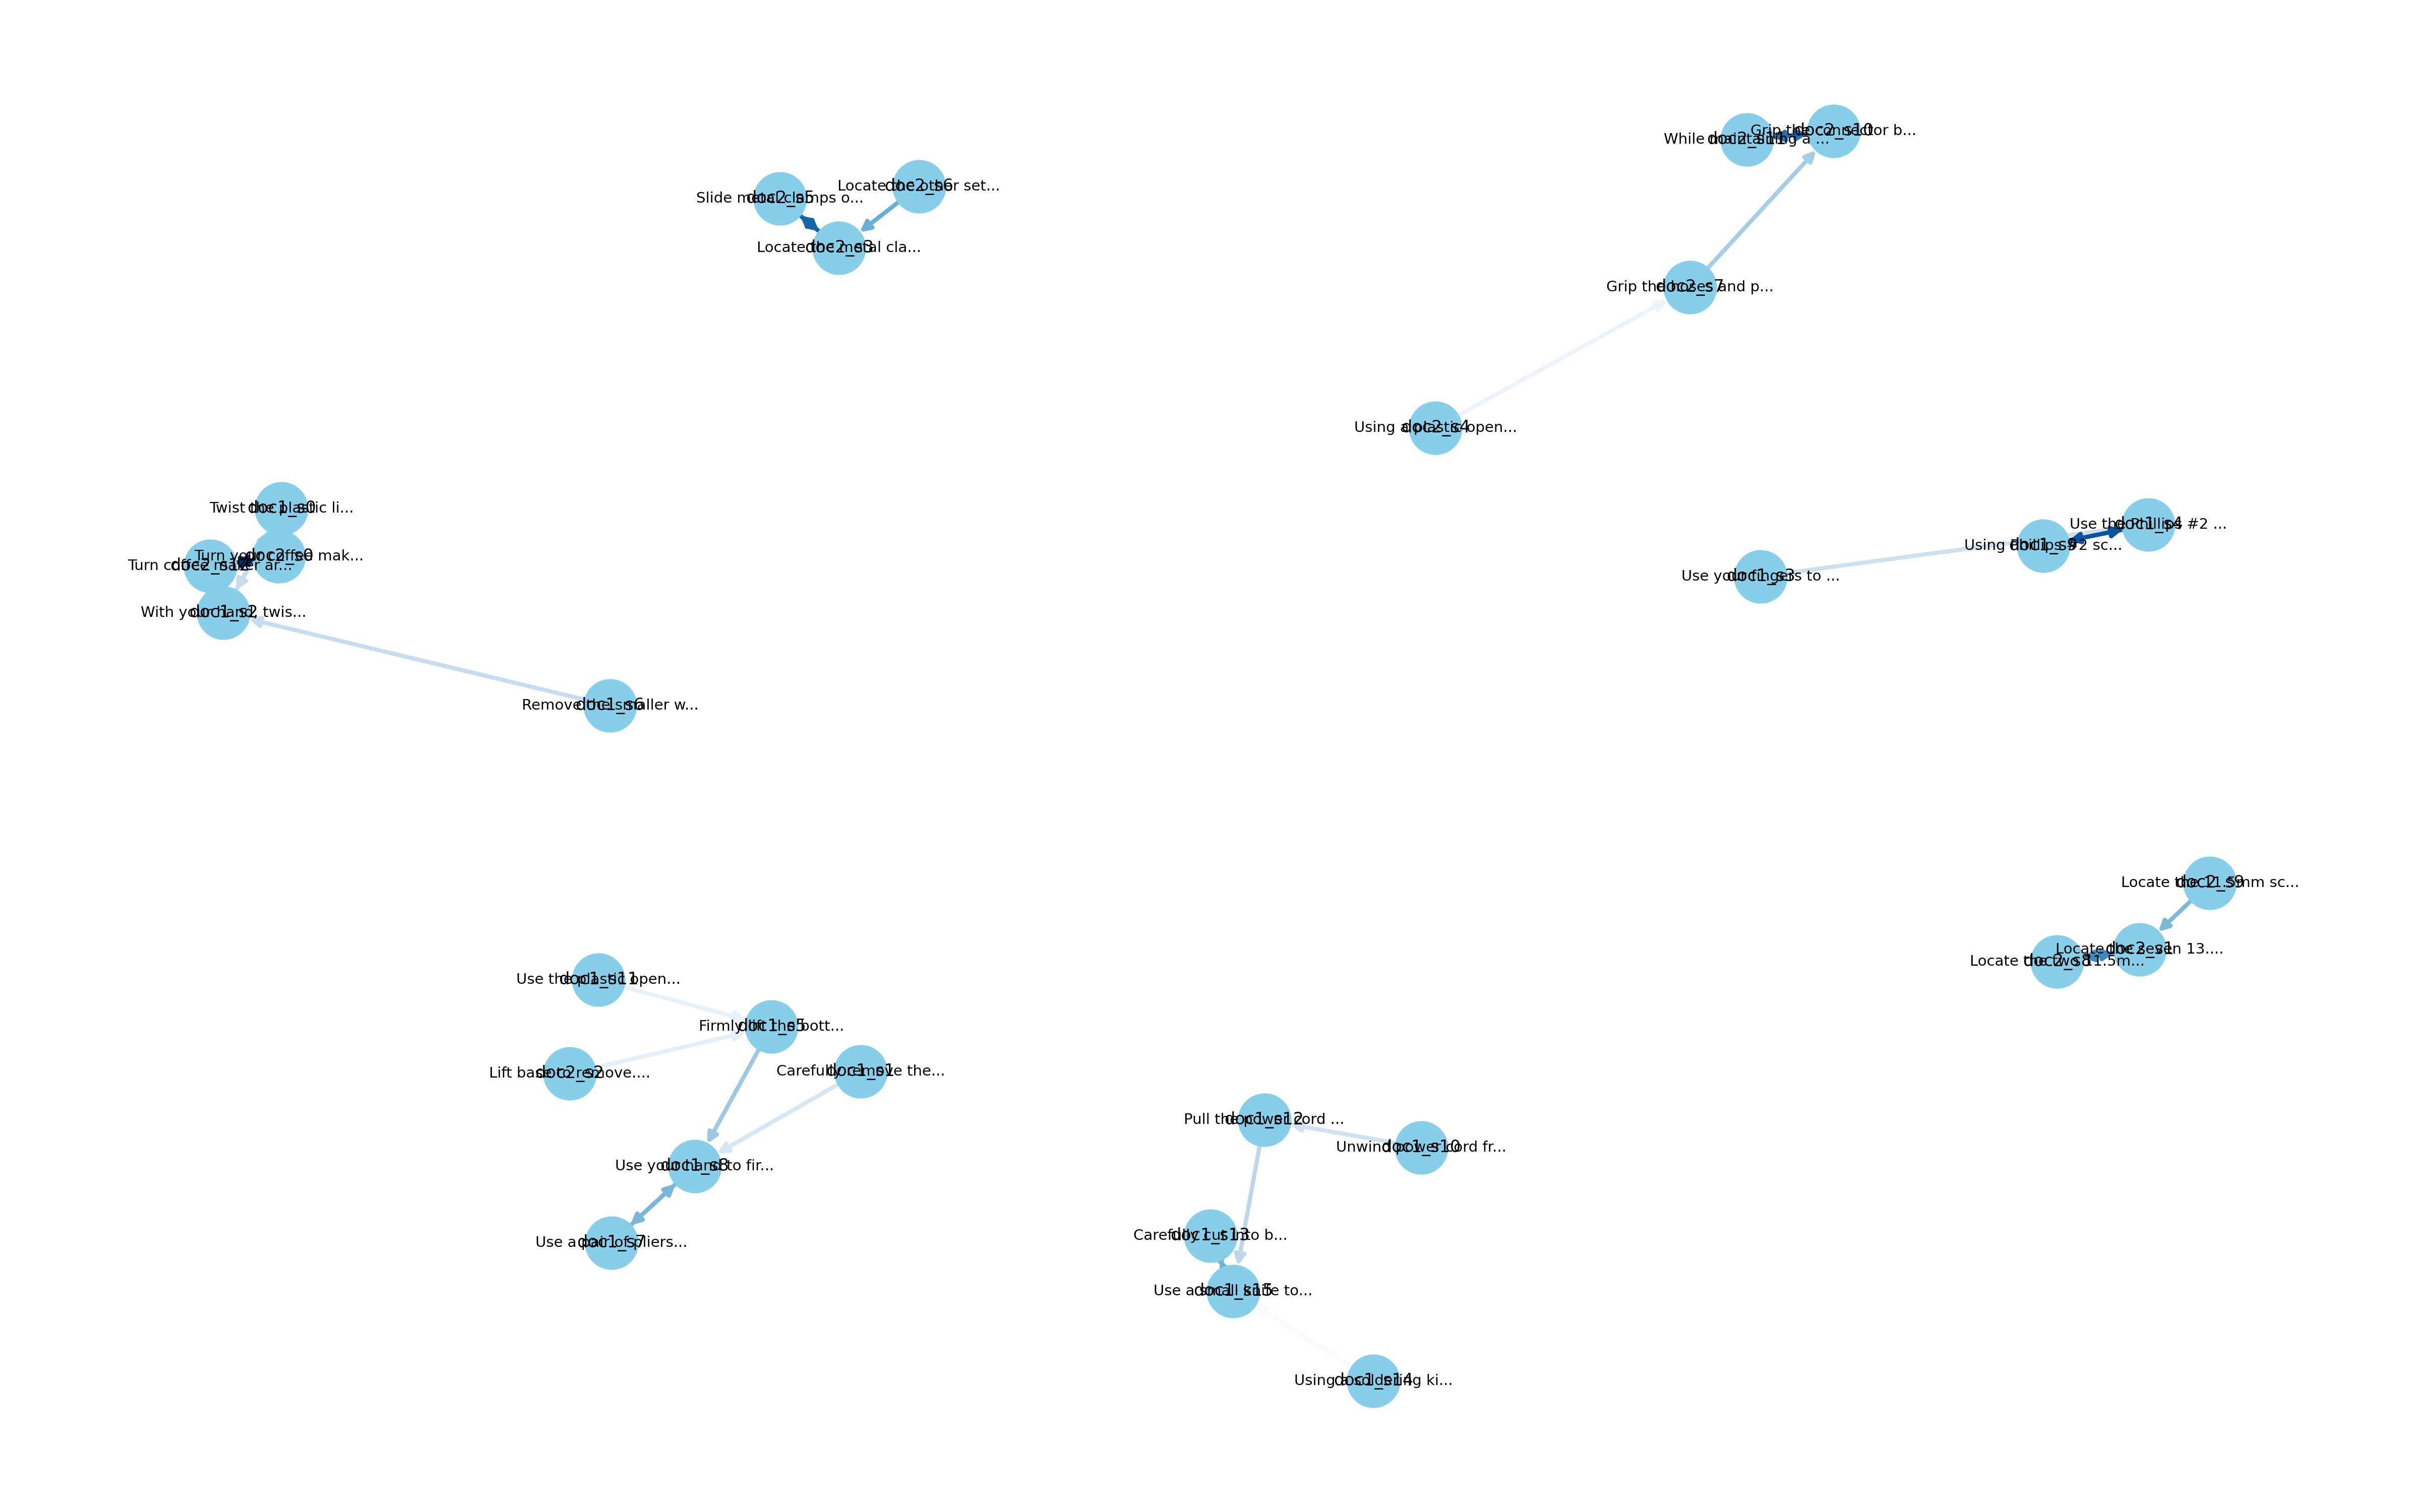 doc2_s10
Grip the connector b...
doc2_s11
While maintaining a ...
doc2_s6
Locate the other set...
doc2_s5
Slide metal clamps o...
doc2_s3
Locate the metal cla...
doc2_s7
Grip the hoses and p...
doc2_s4
Using a plastic open...
doc1_s0
Twist the plastic li...
doc1_s4
Use the Phillips #2 ...
doc1_s9
Using Phillips #2 sc...
doc2_s0
Turn your coffee mak...
doc2_s12
Turn coffee maker ar...
doc1_s3
Use your fingers to ...
doc1_s2
With your hand, twis...
doc1_s6
Remove the smaller w...
doc2_s9
Locate the 11.5mm sc...
doc2_s1
Locate the seven 13....
doc2_s8
Locate the two 11.5m...
doc1_s11
Use the plastic open...
doc1_s5
Firmly lift the bott...
doc1_s1
Carefully remove the...
doc2_s2
Lift base to remove....
doc1_s12
Pull the power cord ...
doc1_s10
Unwind power cord fr...
doc1_s8
Use your hand to fir...
doc1_s13
Carefully cut into b...
doc1_s7
Use a pair of pliers...
doc1_s15
Use a small knife to...
doc1_s14
Using a soldering ki...